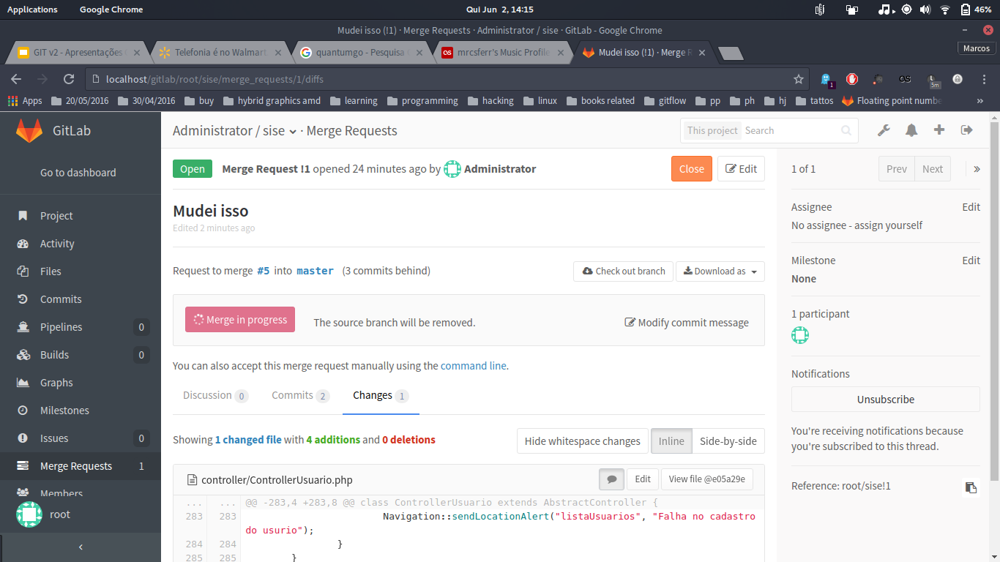 Applications Google Chrome Qui Jun 2, 14:15 46%
Mudei isso (!1) · Merge Requests · Administrator / sise · GitLab - Google Chrome
GIT v2 - Apresentações Telefonia é no Walmart quantumgo - Pesquisa mrcsferr's Music Profile Mudei isso (!1) · Merge R Marcos
localhost/gitlab/root/sise/merge_requests/1/diffs 1 5m
Apps 20/05/2016 30/04/2016 buy hybrid graphics amd learning programming hacking linux books related gitflow pp ph hj tattos Floating point numbe »
GitLab
Administrator / sise · Merge Requests
This project Search
Go to dashboard
Open Merge Request !1 opened 24 minutes ago by Administrator
Close Edit
1 of 1 Prev Next »
Mudei isso
Edited 2 minutes ago
Assignee Edit
No assignee - assign yourself
Project
Activity
Files
Commits
Pipelines 0
Builds 0
Graphs
Milestones
Issues 0
Merge Requests 1
Members
root
Request to merge #5 into master (3 commits behind)
Check out branch Download as
Milestone Edit
None
Merge in progress The source branch will be removed. Modify commit message
1 participant
You can also accept this merge request manually using the command line.
Discussion 0 Commits 2 Changes 1
Notifications
Unsubscribe
You're receiving notifications because
you're subscribed to this thread.
Reference: root/sise!1
Showing 1 changed file with 4 additions and 0 deletions
Hide whitespace changes Inline Side-by-side
controller/ControllerUsuario.php Edit View file @e05a29e
... ... @@ -283,4 +283,8 @@ class ControllerUsuario extends AbstractController {
283 283 Navigation::sendLocationAlert("listaUsuarios", "Falha no cadastro
do usurio");
284 284 }
285 285 }